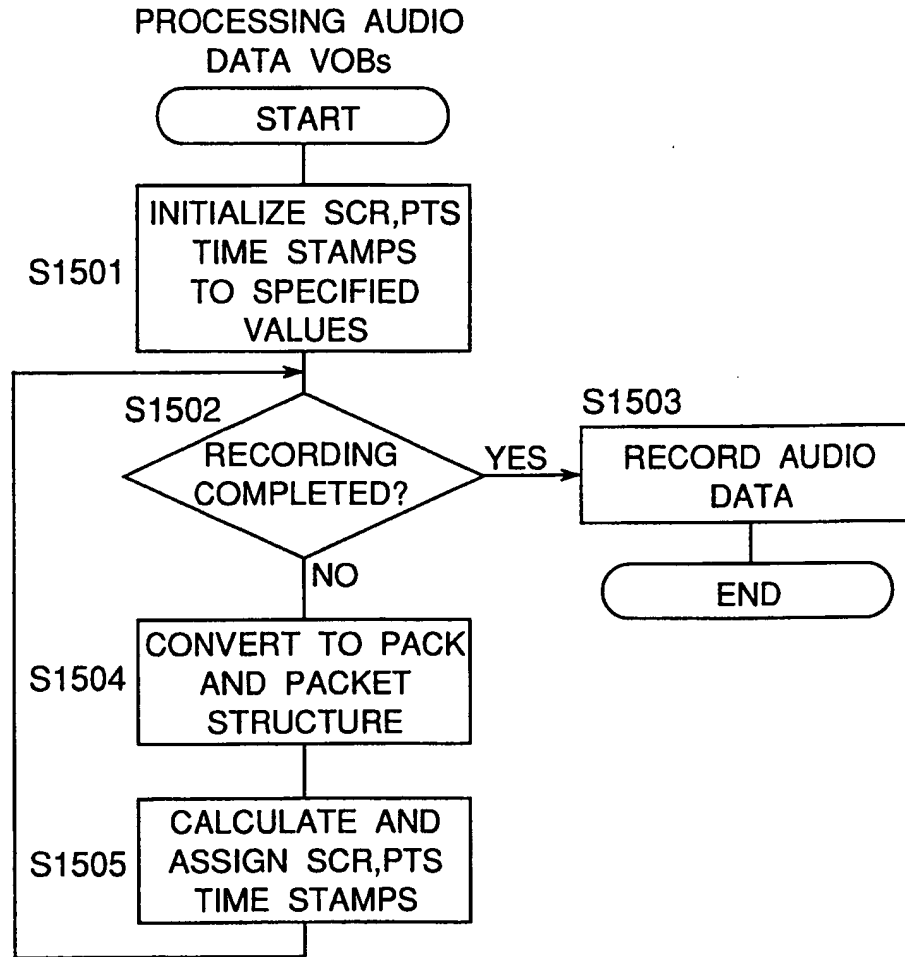 PROCESSING AUDIO
DATA VOBs
START
S1501
INITIALIZE SCR,PTS
TIME STAMPS
TO SPECIFIED
VALUES
S1502
RECORDING
COMPLETED?
YES
S1503
RECORD AUDIO
DATA
END
NO
S1504
CONVERT TO PACK
AND PACKET
STRUCTURE
S1505
CALCULATE AND
ASSIGN SCR,PTS
TIME STAMPS